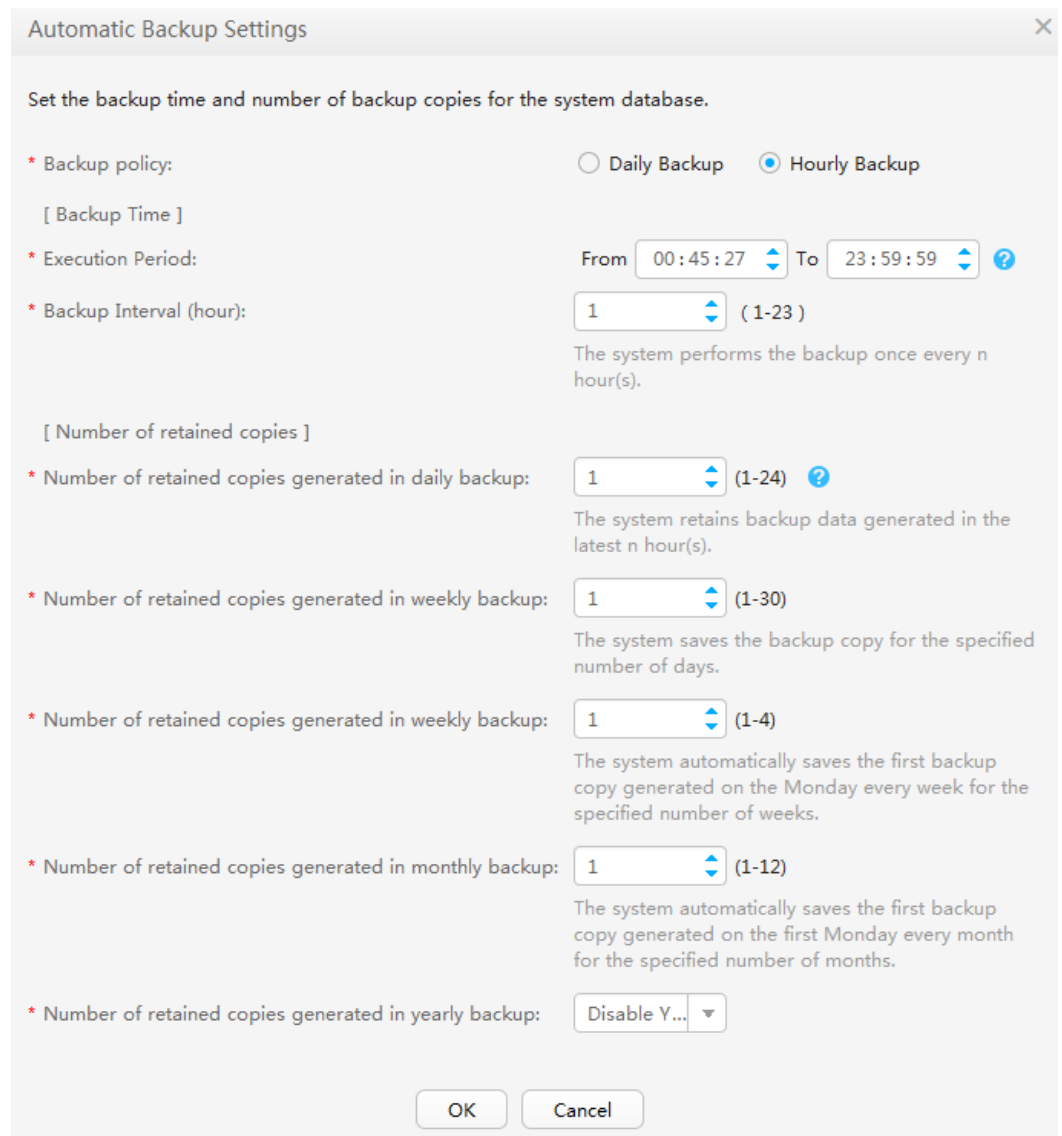 Automatic Backup Settings
Set the backup time and number of backup copies for the system database.
* Backup policy:
Daily Backup
Hourly Backup
[ Backup Time ]
* Execution Period:
From 00:45:27 To 23:59:59 ?
* Backup Interval (hour):
1 ( 1-23 )
The system performs the backup once every n
hour(s).
[ Number of retained copies ]
* Number of retained copies generated in daily backup:
1 (1-24) ?
The system retains backup data generated in the
latest n hour(s).
* Number of retained copies generated in weekly backup:
1 (1-30)
The system saves the backup copy for the specified
number of days.
* Number of retained copies generated in weekly backup:
1 (1-4)
The system automatically saves the first backup
copy generated on the Monday every week for the
specified number of weeks.
* Number of retained copies generated in monthly backup:
1 (1-12)
The system automatically saves the first backup
copy generated on the first Monday every month
for the specified number of months.
* Number of retained copies generated in yearly backup:
Disable Y...
OK
Cancel